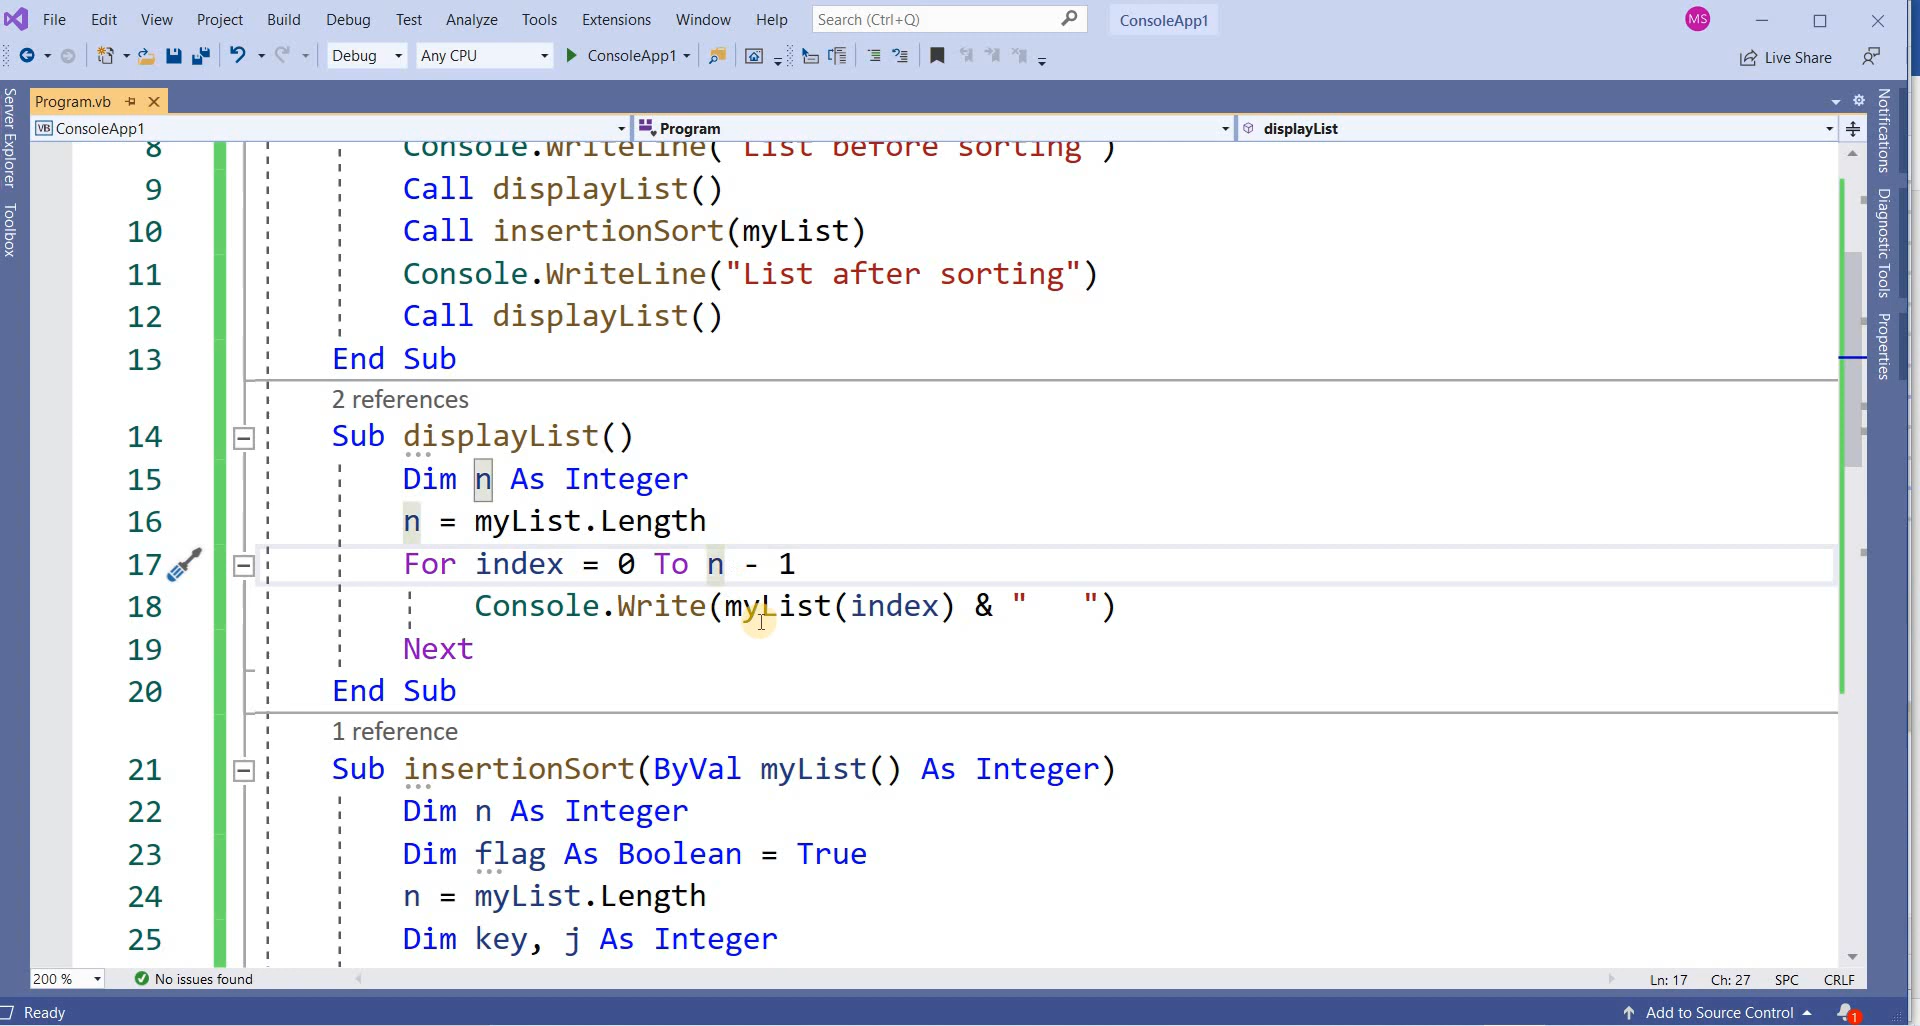 File Edit View Project Build Debug Test Analyze Tools Extensions Window Help Search (Ctrl+Q) ConsoleApp1 MS
Debug Any CPU ConsoleApp1 Live Share
Server Explorer
Toolbox
Program.vb
ConsoleApp1 Program displayList
Notifications
Diagnostic Tools
Properties
8 Console.WriteLine("List before sorting")
9 Call displayList()
10 Call insertionSort(myList)
11 Console.WriteLine("List after sorting")
12 Call displayList()
13 End Sub
2 references
14 Sub displayList()
15 Dim n As Integer
16 n = myList.Length
17 For index = 0 To n - 1
18 Console.Write(myList(index) & "   ")
19 Next
20 End Sub
1 reference
21 Sub insertionSort(ByVal myList() As Integer)
22 Dim n As Integer
23 Dim flag As Boolean = True
24 n = myList.Length
25 Dim key, j As Integer
200 % No issues found Ln: 17 Ch: 27 SPC CRLF
Ready Add to Source Control 1